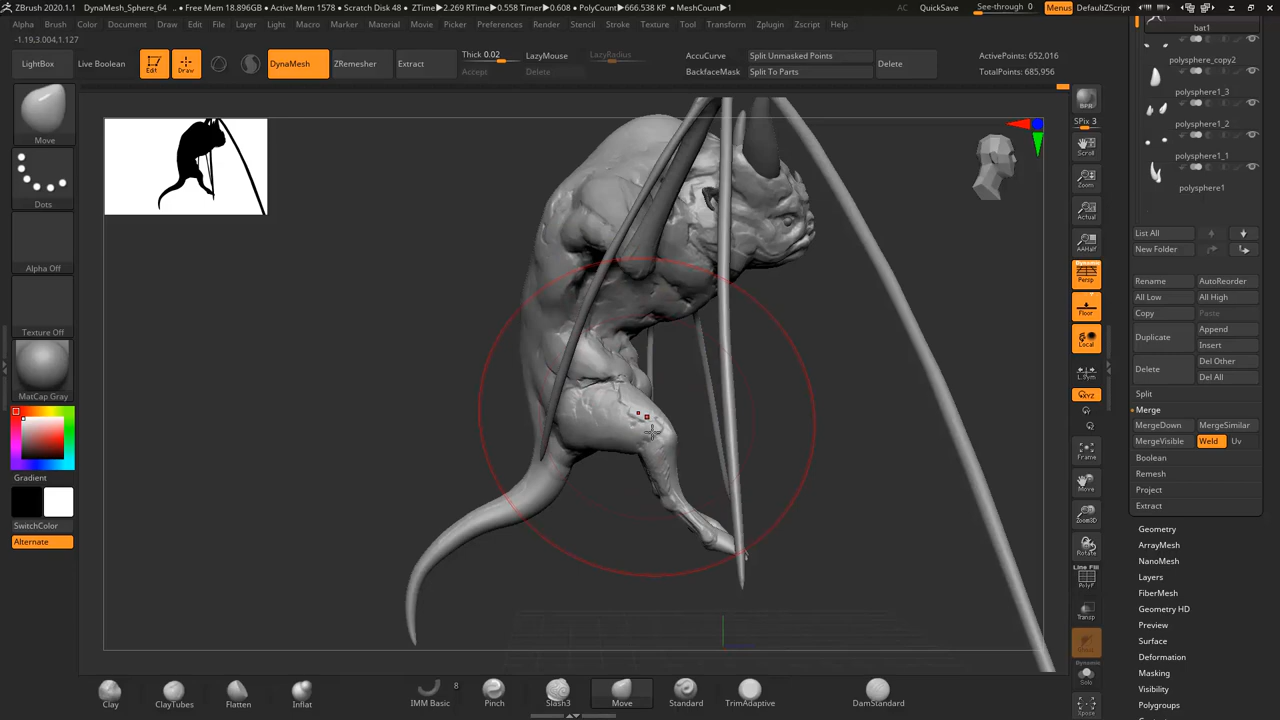 ZBrush 2020.1.1
DynaMesh_Sphere_64 .. • Free Mem 18.896GB • Active Mem 1578 • Scratch Disk 48 • ZTime▶2.269 RTime▶0.558 Timer▶0.608 • PolyCount▶666.538 KP • MeshCount▶1
AC QuickSave See-through 0 Menus DefaultZScript
Alpha Brush Color Document Draw Edit File Layer Light Macro Marker Material Movie Picker Preferences Render Stencil Stroke Texture Tool Transform Zplugin Zscript Help
-1.19,3.004,1.127
LightBox Live Boolean Edit Draw DynaMesh ZRemesher Extract
Thick 0.02 LazyMouse LazyRadius AccuCurve Split Unmasked Points Delete ActivePoints: 652,016
Accept Delete BackfaceMask Split To Parts TotalPoints: 685,956
Move
Dots
Alpha Off
Texture Off
MatCap Gray
Gradient
SwitchColor
Alternate
BPR
SPix 3
Scroll
Zoom
Actual
AAHalf
Dynamic
Persp
Floor
Local
L.Sym
XYZ
Frame
Move
Zoom3D
Rotate
Line Fill
PolyF
Transp
Ghost
Dynamic
Solo
Xpose
bat1
polysphere_copy2
polysphere1_3
polysphere1_2
polysphere1_1
polysphere1
List All
New Folder
Rename AutoReorder
All Low All High
Copy Paste
Duplicate Append
Insert
Delete Del Other
Del All
Split
Merge
MergeDown MergeSimilar
MergeVisible Weld Uv
Boolean
Remesh
Project
Extract
Geometry
ArrayMesh
NanoMesh
Layers
FiberMesh
Geometry HD
Preview
Surface
Deformation
Masking
Visibility
Polygroups
Clay ClayTubes Flatten Inflat IMM Basic 8 Pinch Slash3 Move Standard TrimAdaptive DamStandard